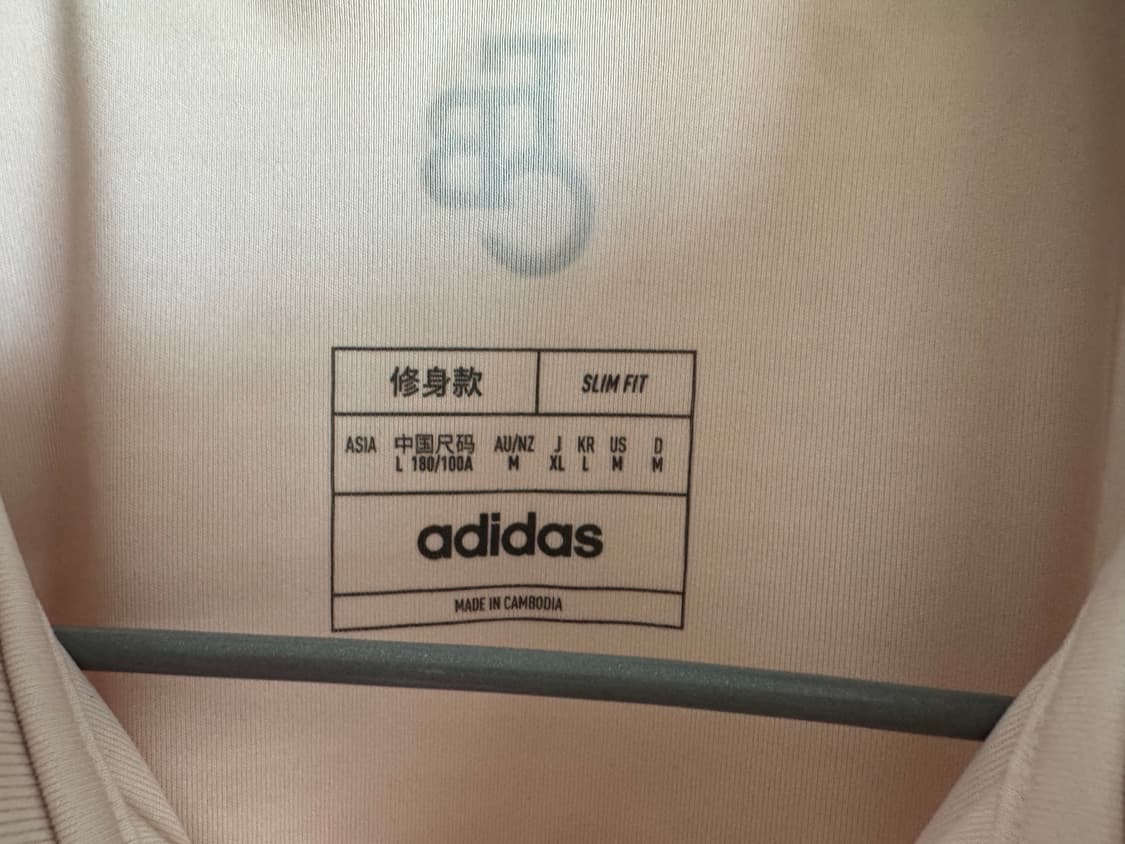 修身款 SLIM FIT
ASIA 中国尺码 AU/NZ J KR US D
L 180/100A M XL L M M
adidas
MADE IN CAMBODIA